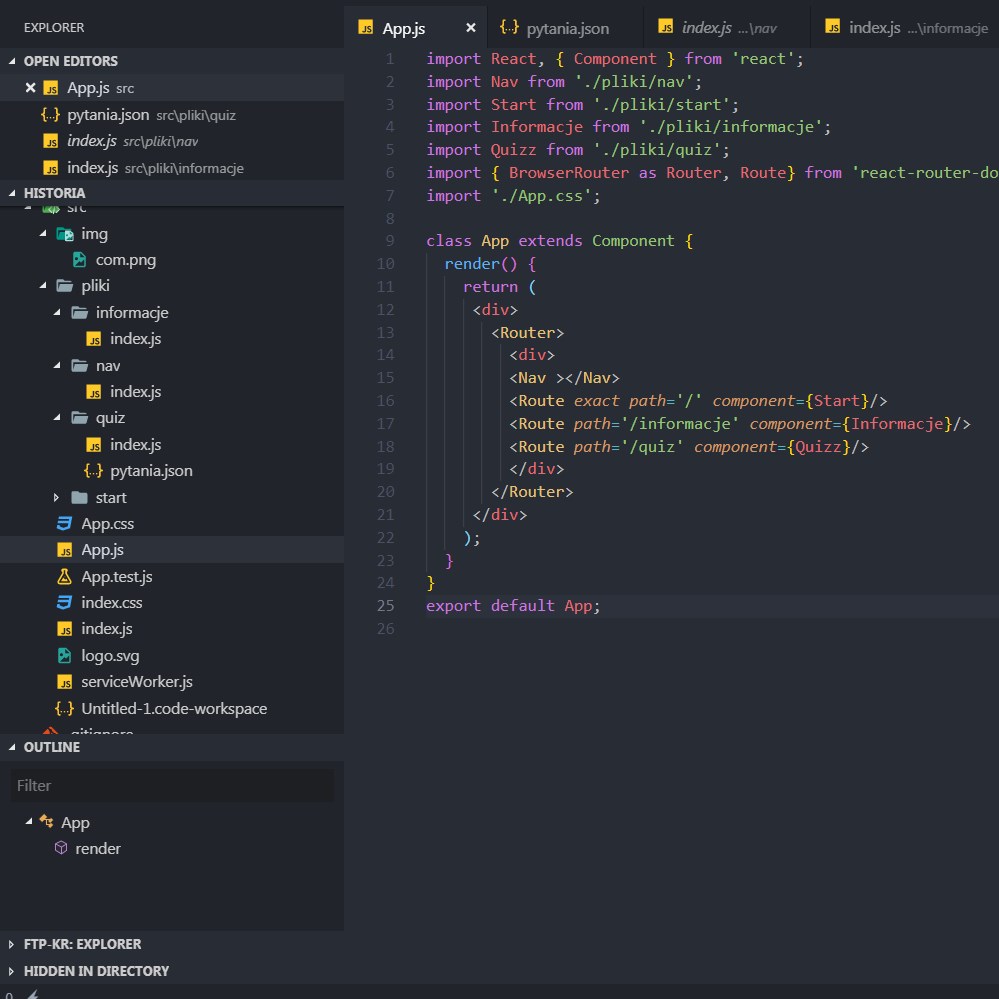 EXPLORER
OPEN EDITORS
App.js src
pytania.json src\pliki\quiz
index.js src\pliki\nav
index.js src\pliki\informacje
HISTORIA
src
img
com.png
pliki
informacje
index.js
nav
index.js
quiz
index.js
pytania.json
start
App.css
App.js
App.test.js
index.css
index.js
logo.svg
serviceWorker.js
Untitled-1.code-workspace
.gitignore
OUTLINE
Filter
App
render
FTP-KR: EXPLORER
HIDDEN IN DIRECTORY
0
App.js
pytania.json
index.js ...\nav
index.js ...\informacje
1 import React, { Component } from 'react';
2 import Nav from './pliki/nav';
3 import Start from './pliki/start';
4 import Informacje from './pliki/informacje';
5 import Quizz from './pliki/quiz';
6 import { BrowserRouter as Router, Route} from 'react-router-do
7 import './App.css';
8
9 class App extends Component {
10 render() {
11 return (
12 <div>
13 <Router>
14 <div>
15 <Nav ></Nav>
16 <Route exact path='/' component={Start}/>
17 <Route path='/informacje' component={Informacje}/>
18 <Route path='/quiz' component={Quizz}/>
19 </div>
20 </Router>
21 </div>
22 );
23 }
24 }
25 export default App;
26